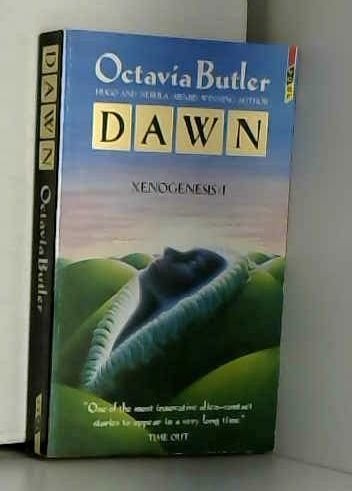 DAWN
Octavia Butler
Octavia Butler
HUGO AND NEBULA AWARD WINNING AUTHOR
DAWN
XENOGENESIS/1
"One of the most innovative alien-contact
stories to appear in a very long time."
TIME OUT